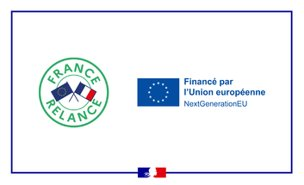 FRANCE
RELANCE
Financé par
l'Union européenne
NextGenerationEU